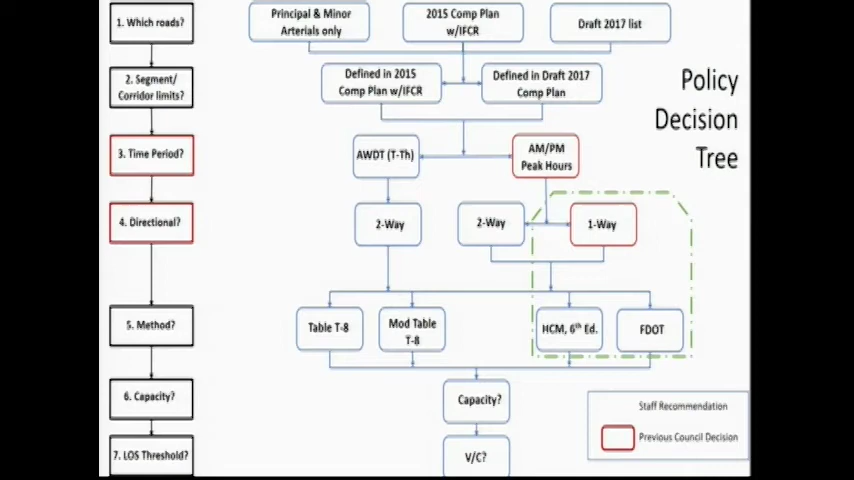 1. Which roads?
Principal & Minor
Arterials only
2015 Comp Plan
w/IFCR
Draft 2017 list
2. Segment/
Corridor limits?
Defined in 2015
Comp Plan w/IFCR
Defined in Draft 2017
Comp Plan
Policy
Decision
Tree
3. Time Period?
AWDT (T-Th)
AM/PM
Peak Hours
4. Directional?
2-Way
2-Way
1-Way
5. Method?
Table T-8
Mod Table
T-8
HCM, 6th Ed.
FDOT
6. Capacity?
Capacity?
Staff Recommendation
Previous Council Decision
7. LOS Threshold?
V/C?